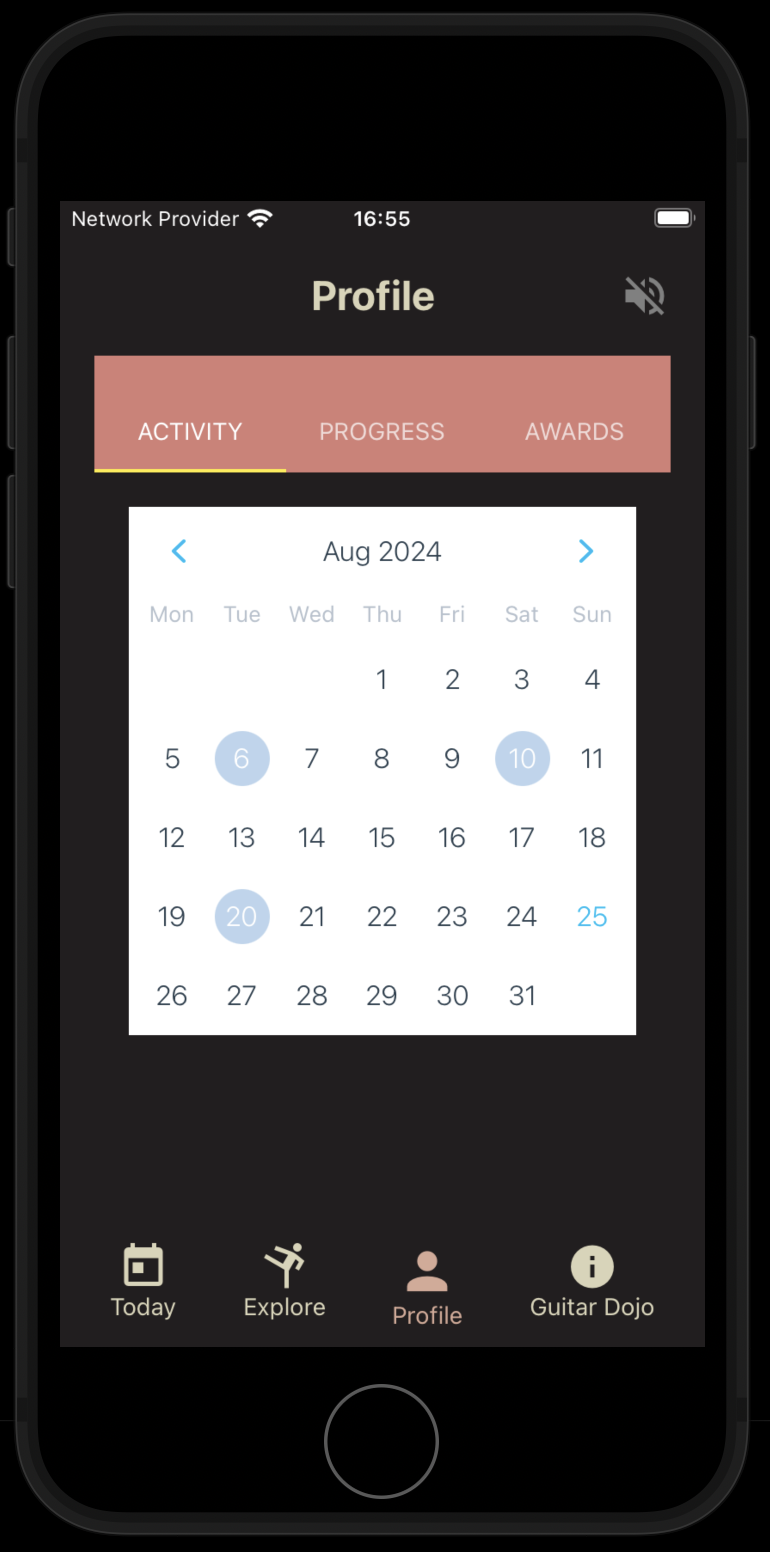 Network Provider 16:55
Profile
ACTIVITY PROGRESS AWARDS
Aug 2024
Mon Tue Wed Thu Fri Sat Sun
1 2 3 4
5 6 7 8 9 10 11
12 13 14 15 16 17 18
19 20 21 22 23 24 25
26 27 28 29 30 31
Today Explore Profile Guitar Dojo